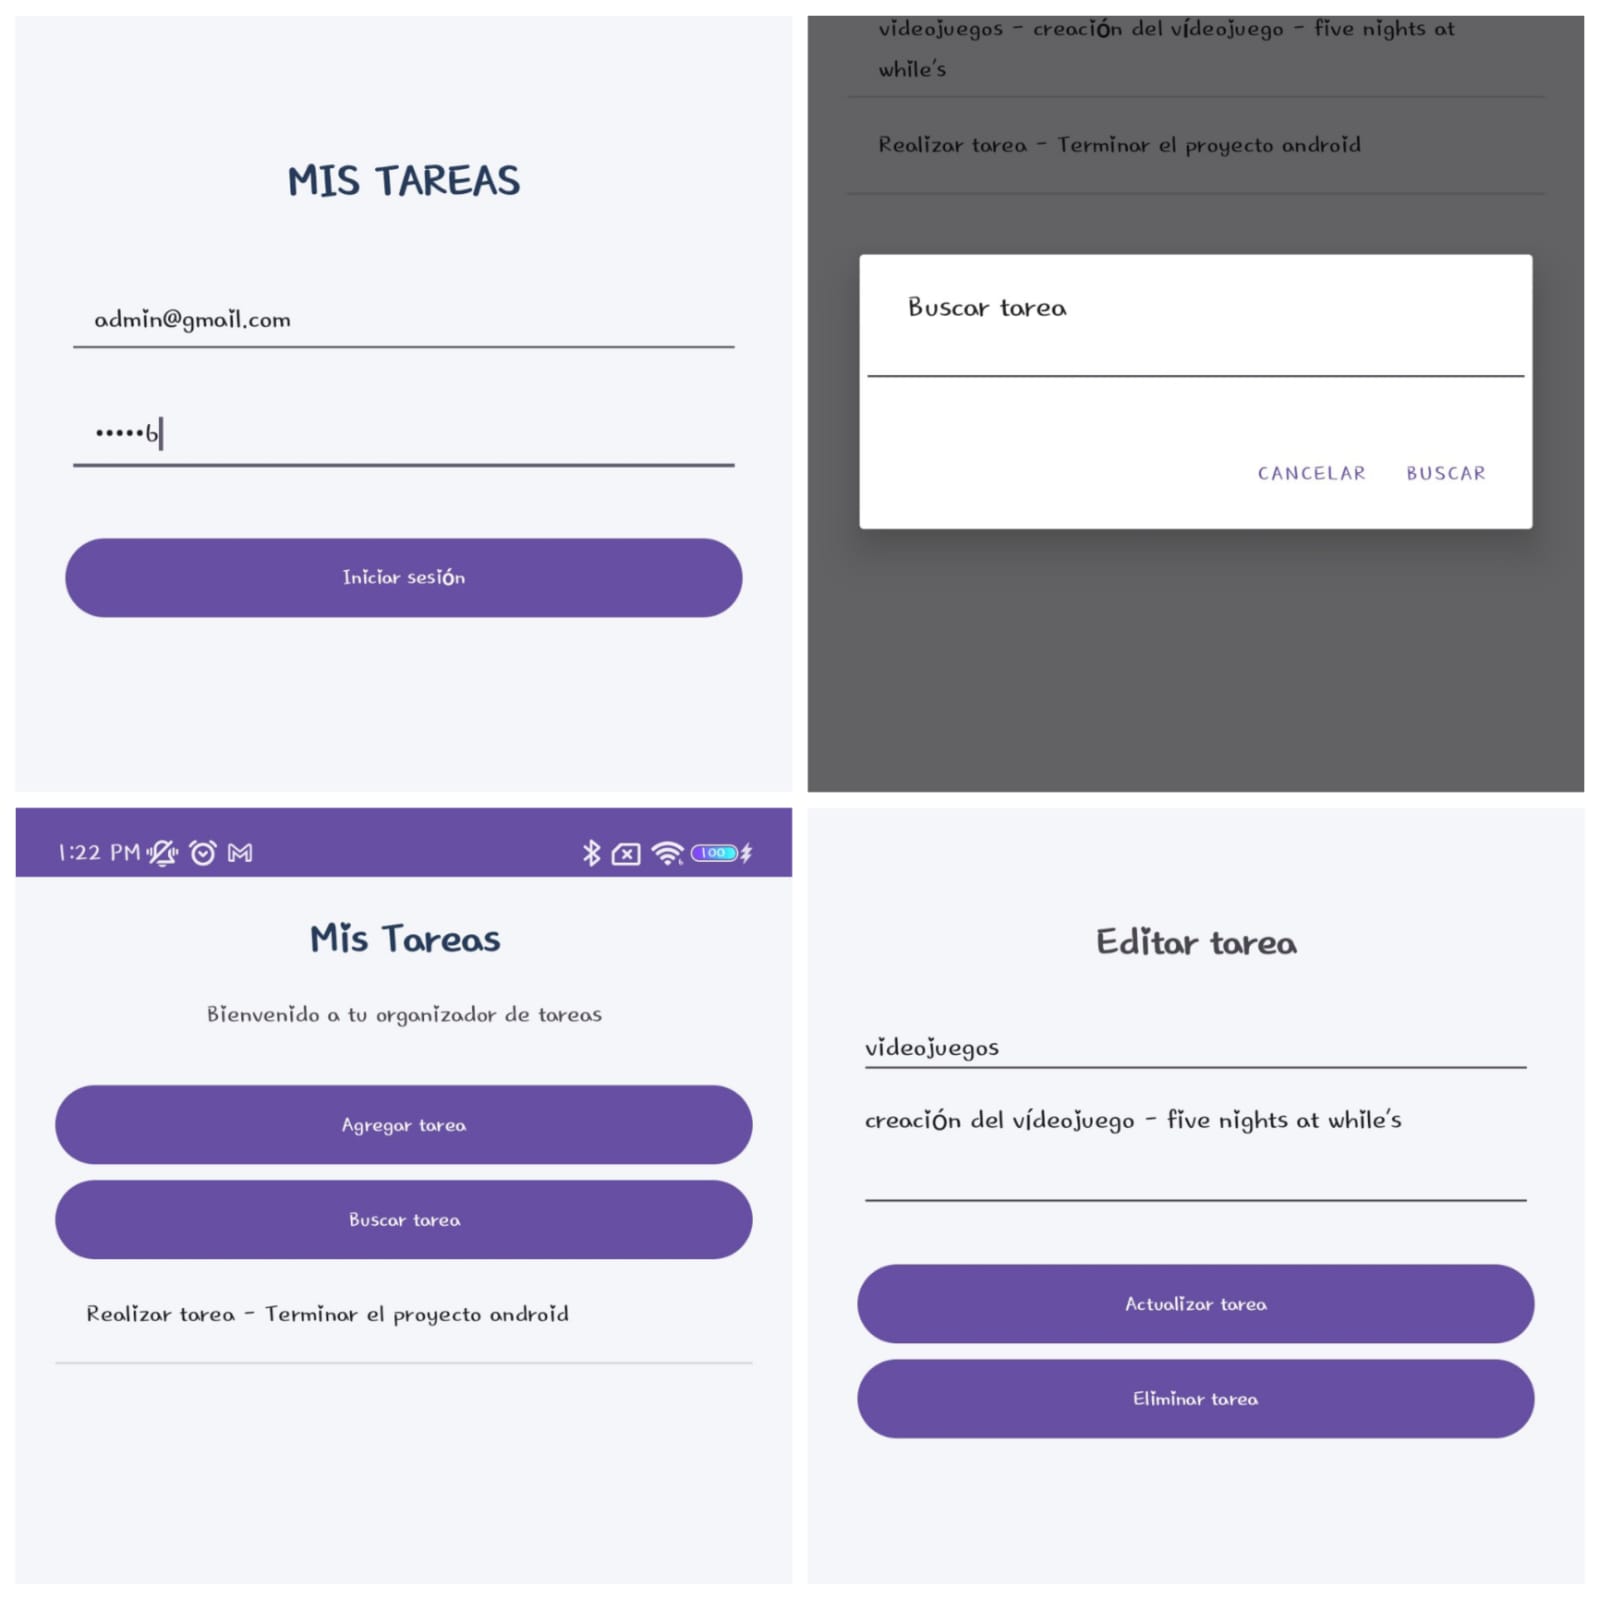 MIS TAREAS
admin@gmail.com
•••••6
Iniciar sesión
videojuegos - creación del vídeojuego - five nights at
while's
Realizar tarea - Terminar el proyecto android
Buscar tarea
CANCELAR BUSCAR
1:22 PM 100
Mis Tareas
Bienvenido a tu organizador de tareas
Agregar tarea
Buscar tarea
Realizar tarea - Terminar el proyecto android
Editar tarea
videojuegos
creación del vídeojuego - five nights at while's
Actualizar tarea
Eliminar tarea